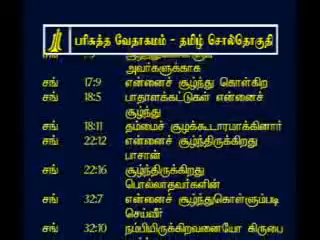 பரிசுத்த வேதாகமம் - தமிழ் சொல்தொகுதி
அவர்களுக்காக
சங் 17:9 என்னைச் சூழ்ந்து கொள்கிற
சங் 18:5 பாதாளக்கட்டுகள் என்னைச்
சூழ்ந்து
சங் 18:11 தம்மைச் சூழக்கூடாரமாக்கினார்
சங் 22:12 என்னைச் சூழ்ந்திருக்கிறது
பாசான்
சங் 22:16 சூழ்ந்திருக்கிறது
பொல்லாதவர்களின்
சங் 32:7 என்னைச் சூழ்ந்துகொள்ளும்படி
செய்வீர்
சங் 32:10 நம்பியிருக்கிறவனையோ கிருபை